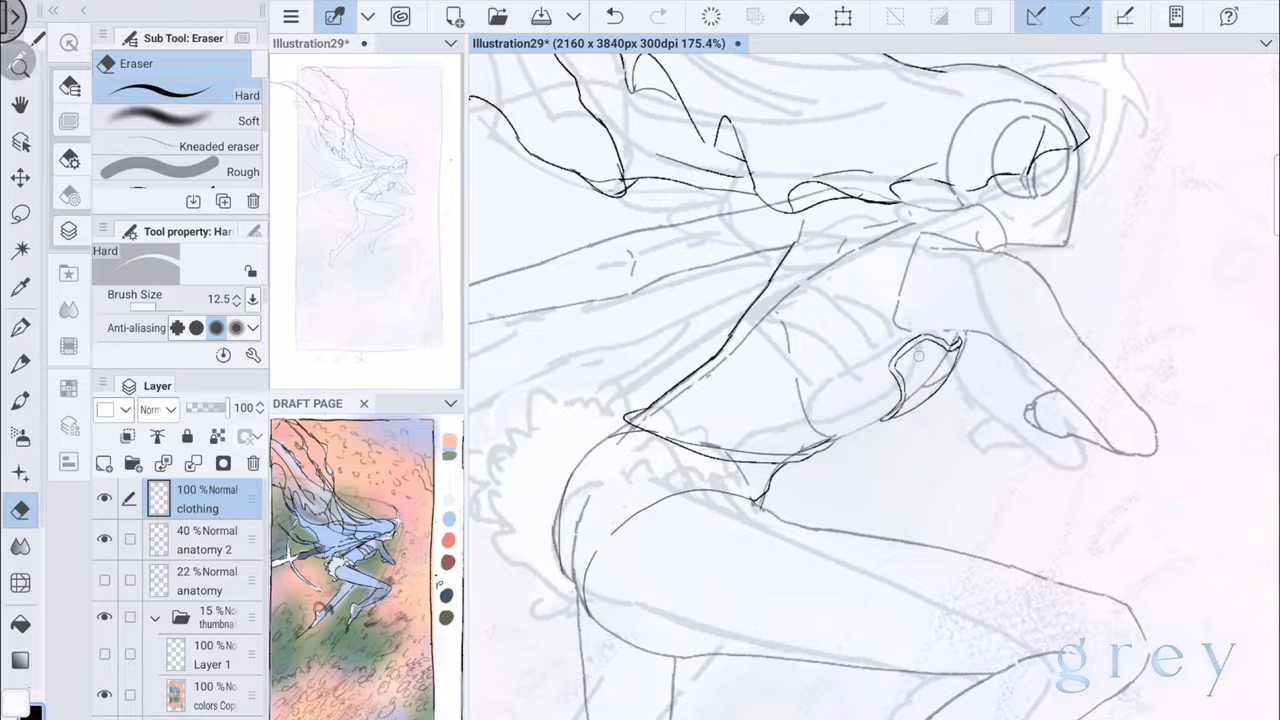 Sub Tool: Eraser
Eraser
Hard
Soft
Kneaded eraser
Rough
Tool property: Har
Hard
Brush Size
12.5
Anti-aliasing
Layer
Norm
100
100 %Normal
clothing
40 %Normal
anatomy 2
22 %Normal
anatomy
15 %No
thumbna
100 %No
Layer 1
100 %No
colors Cop
Illustration29*
DRAFT PAGE
Illustration29* (2160 x 3840px 300dpi 175.4%)
grey